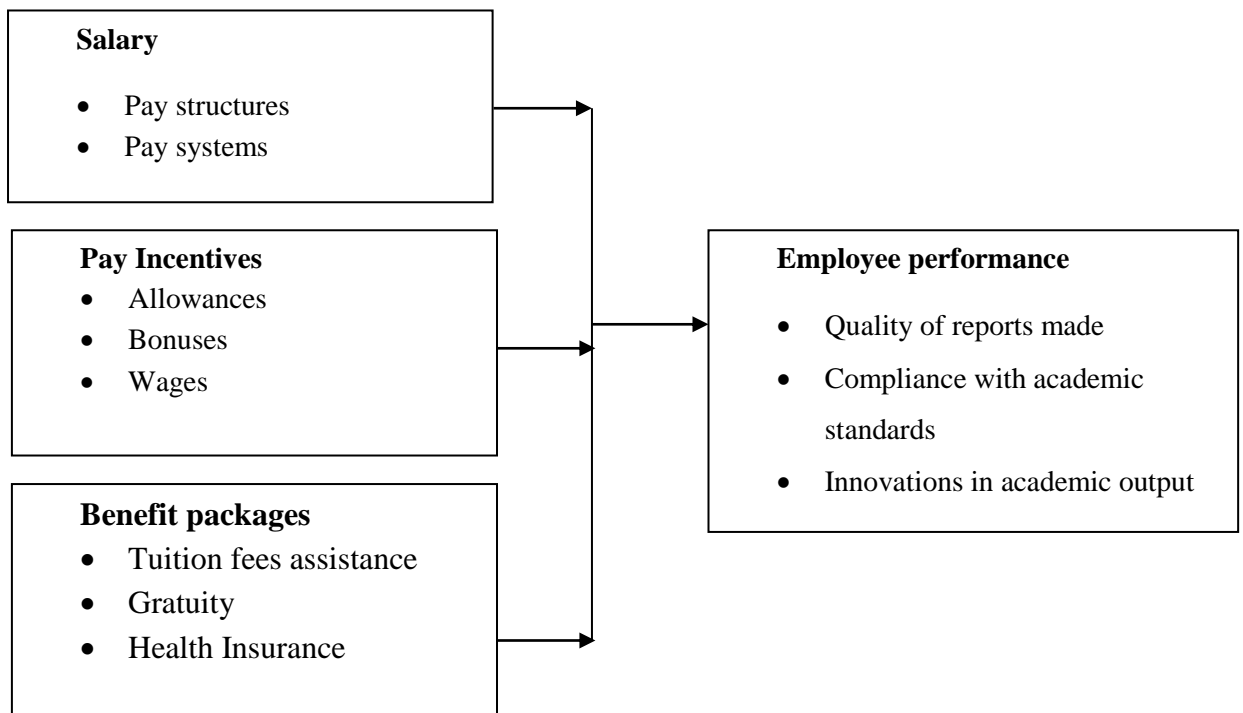 Salary
• Pay structures
• Pay systems
Pay Incentives
• Allowances
• Bonuses
• Wages
Benefit packages
• Tuition fees assistance
• Gratuity
• Health Insurance
Employee performance
• Quality of reports made
• Compliance with academic
standards
• Innovations in academic output